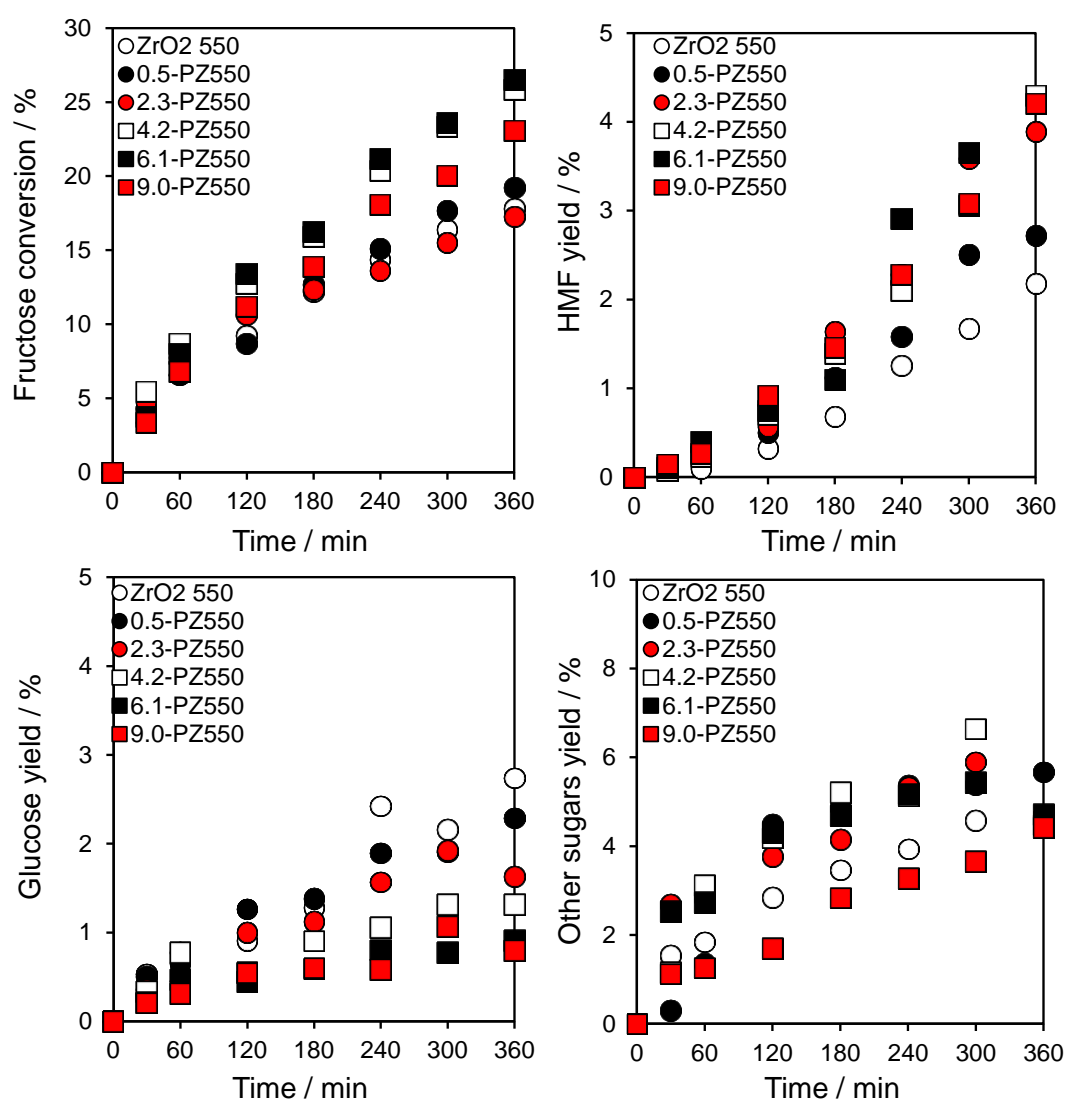 Fructose conversion / %
30
25
20
15
10
5
0
ZrO2 550
0.5-PZ550
2.3-PZ550
4.2-PZ550
6.1-PZ550
9.0-PZ550
0 60 120 180 240 300 360
Time / min
HMF yield / %
5
4
3
2
1
0
ZrO2 550
0.5-PZ550
2.3-PZ550
4.2-PZ550
6.1-PZ550
9.0-PZ550
0 60 120 180 240 300 360
Time / min
Glucose yield / %
5
4
3
2
1
0
ZrO2 550
0.5-PZ550
2.3-PZ550
4.2-PZ550
6.1-PZ550
9.0-PZ550
0 60 120 180 240 300 360
Time / min
Other sugars yield / %
10
8
6
4
2
0
ZrO2 550
0.5-PZ550
2.3-PZ550
4.2-PZ550
6.1-PZ550
9.0-PZ550
0 60 120 180 240 300 360
Time / min